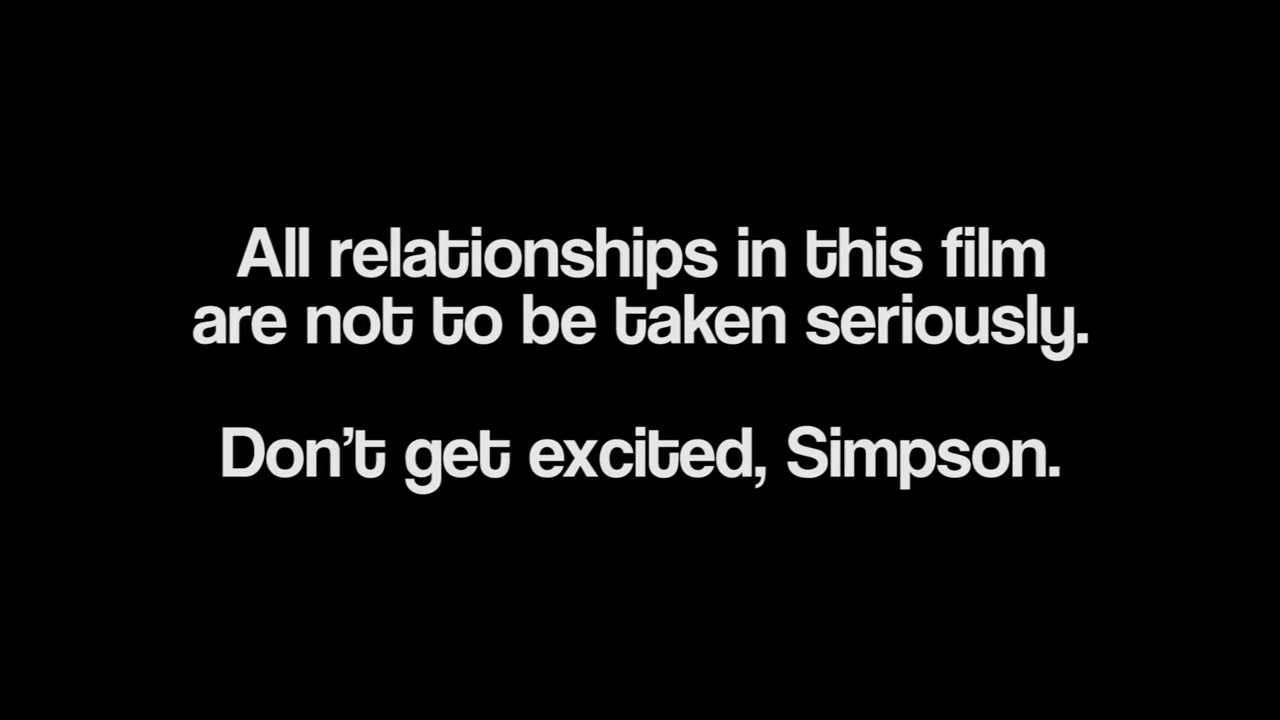 All relationships in this film
are not to be taken seriously.
Don't get excited, Simpson.